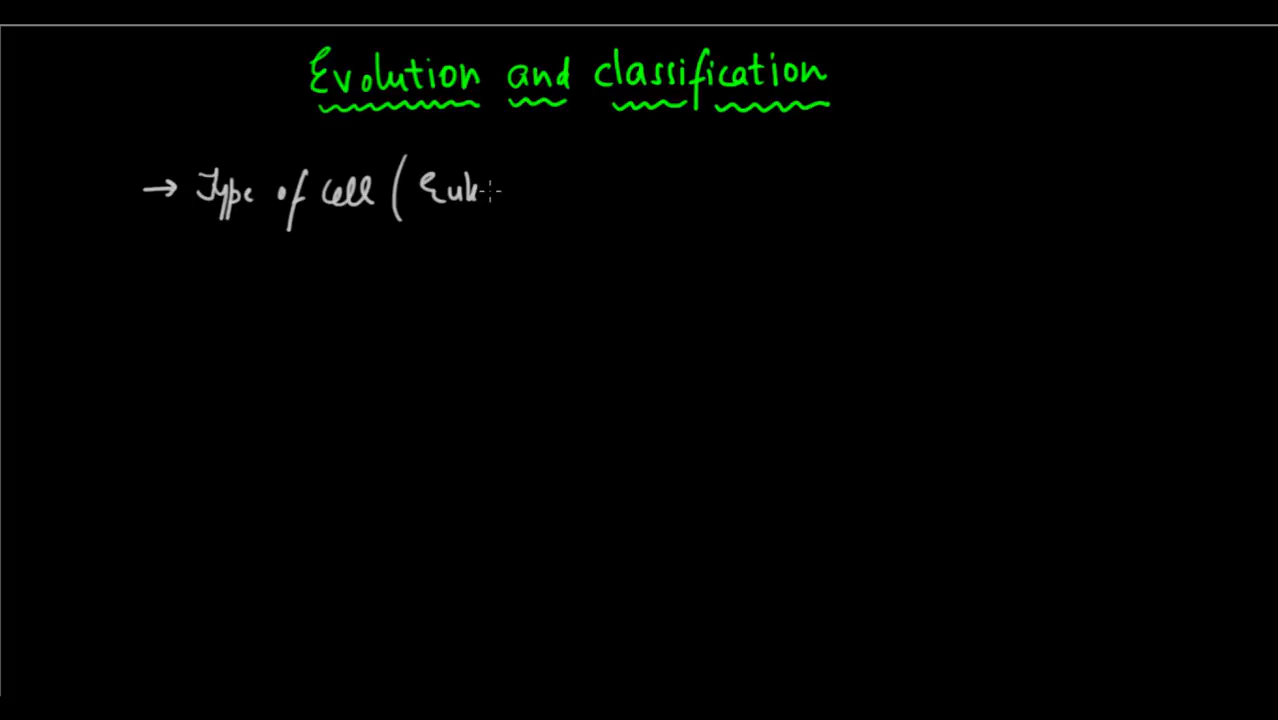 Evolution and classification
→ Type of cell ( Euk